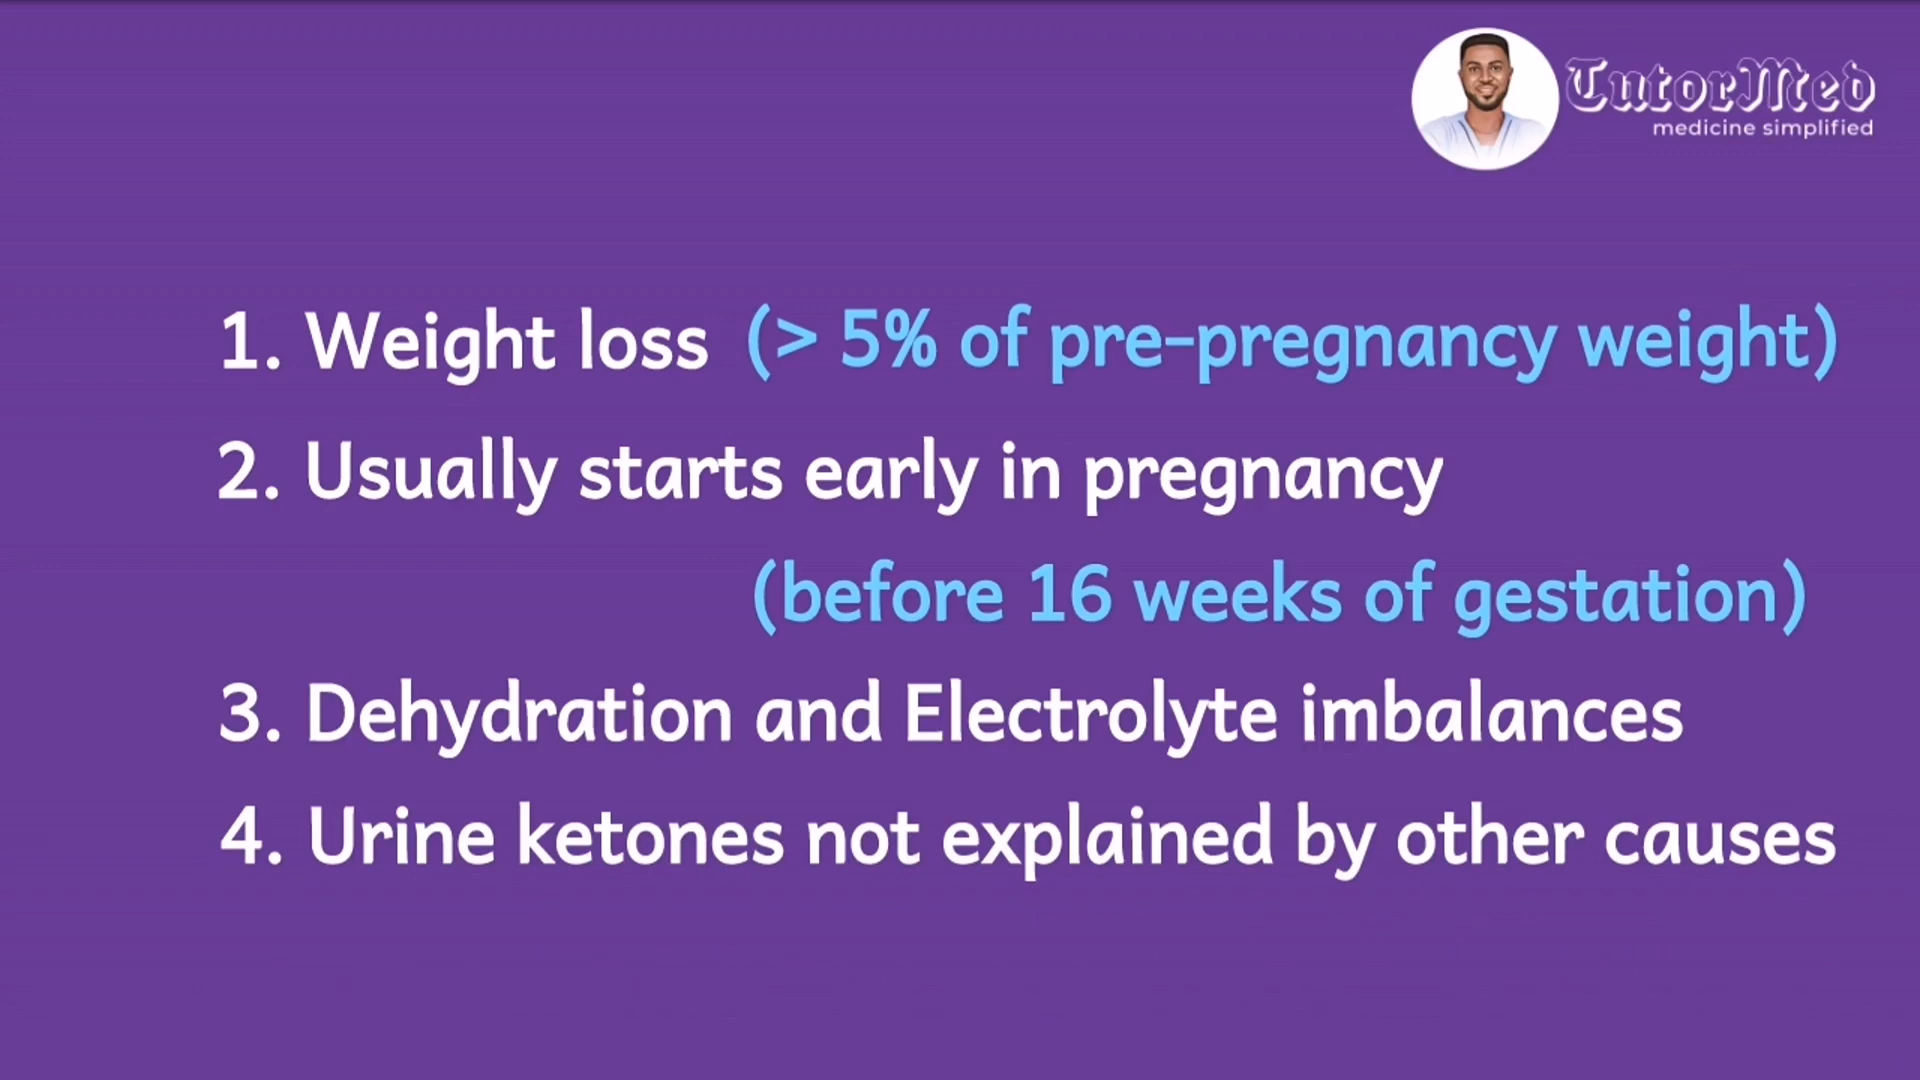 TutorMed
medicine simplified
1. Weight loss (> 5% of pre-pregnancy weight)
2. Usually starts early in pregnancy
(before 16 weeks of gestation)
3. Dehydration and Electrolyte imbalances
4. Urine ketones not explained by other causes